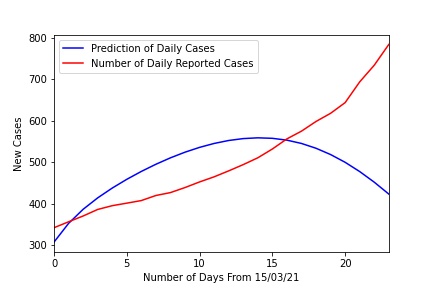 Prediction of Daily Cases
Number of Daily Reported Cases
New Cases
800
700
600
500
400
300
0 5 10 15 20
Number of Days From 15/03/21